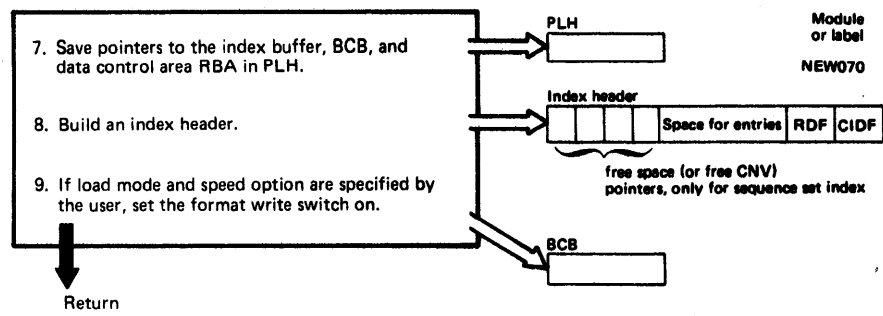 7. Save pointers to the index buffer, BCB, and
data control area RBA in PLH.
8. Build an index header.
9. If load mode and speed option are specified by
the user, set the format write switch on.
Return
PLH
Module
or label
NEW070
Index header
Space for entries RDF CIDF
free space (or free CNV)
pointers, only for sequence set index
BCB